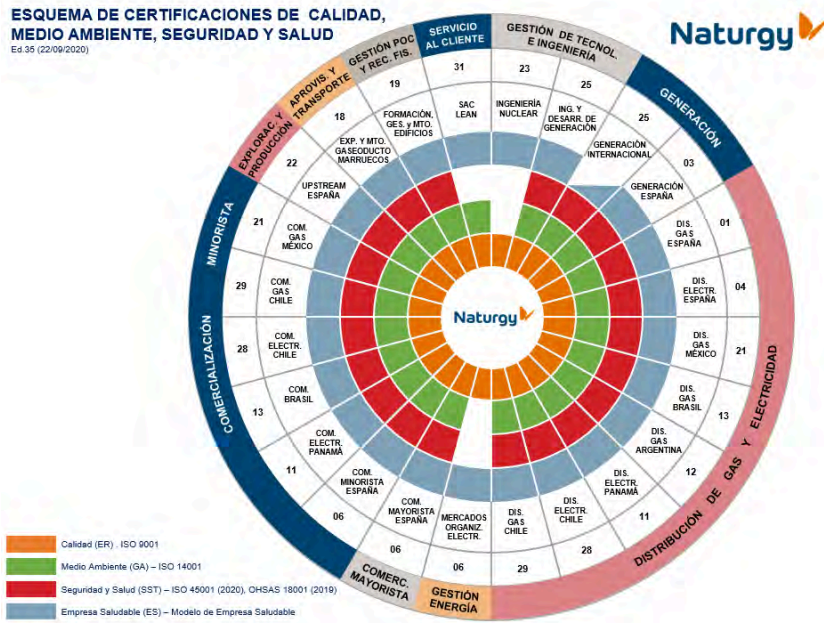 ESQUEMA DE CERTIFICACIONES DE CALIDAD,
MEDIO AMBIENTE, SEGURIDAD Y SALUD
Ed.35 (22/09/2020)
Naturgy
SERVICIO
AL CLIENTE
GESTIÓN DE TECNOL.
E INGENIERÍA
GENERACIÓN
DISTRIBUCIÓN DE GAS Y ELECTRICIDAD
GESTIÓN
ENERGÍA
COMERC.
MAYORISTA
COMERCIALIZACIÓN
MINORISTA
EXPLORAC. Y
PRODUCCIÓN
APROVIS. Y
TRANSPORTE
GESTIÓN POC
Y REC. FIS.
31
SAC
LEAN
23
INGENIERÍA
NUCLEAR
25
ING. Y
DESARR. DE
GENERACIÓN
25
GENERACIÓN
INTERNACIONAL
03
GENERACIÓN
ESPAÑA
01
DIS.
GAS
ESPAÑA
04
DIS.
ELECTR.
ESPAÑA
21
DIS.
GAS
MÉXICO
13
DIS.
GAS
BRASIL
12
DIS.
GAS
ARGENTINA
11
DIS.
ELECTR.
PANAMÁ
28
DIS.
ELECTR.
CHILE
29
DIS.
GAS
CHILE
06
MERCADOS
ORGANIZ.
ELECTR.
06
COM.
MAYORISTA
ESPAÑA
06
COM.
MINORISTA
ESPAÑA
11
COM.
ELECTR.
PANAMÁ
13
COM.
BRASIL
28
COM.
ELECTR.
CHILE
29
COM.
GAS
CHILE
21
COM.
GAS
MÉXICO
22
UPSTREAM
ESPAÑA
18
EXP. Y MTO.
GASEODUCTO
MARRUECOS
19
FORMACIÓN,
GES. y MTO.
EDIFICIOS
Naturgy
Calidad (ER) . ISO 9001
Medio Ambiente (GA) – ISO 14001
Seguridad y Salud (SST) – ISO 45001 (2020), OHSAS 18001 (2019)
Empresa Saludable (ES) – Modelo de Empresa Saludable